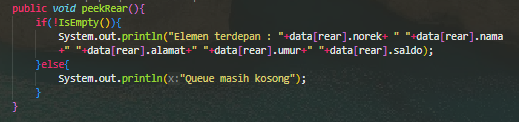 public void peekRear(){
if(!IsEmpty()){
System.out.println("Elemen terdepan : "+data[rear].norek+ " "+data[rear].nama
+" "+data[rear].alamat+" "+data[rear].umur+" "+data[rear].saldo);
}else{
System.out.println(x:"Queue masih kosong");
}
}